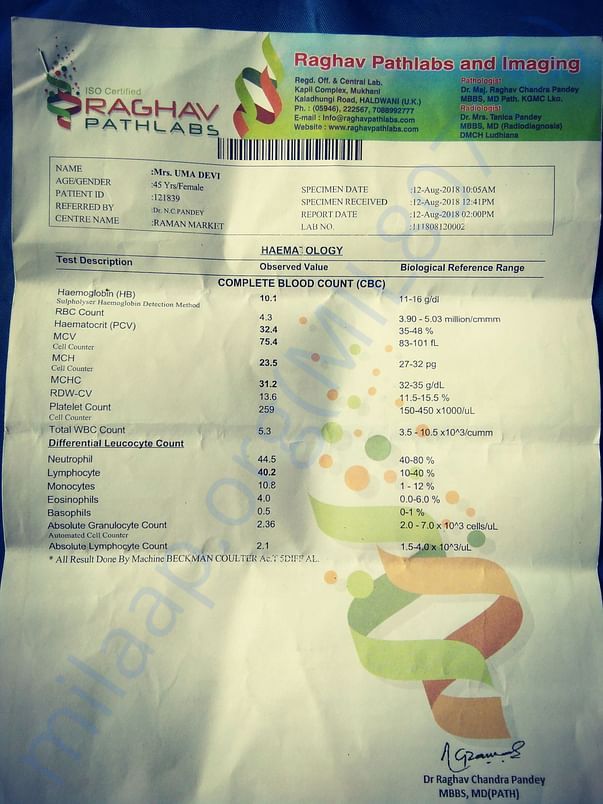 ISO Certified
RAGHAV
PATHLABS
Raghav Pathlabs and Imaging
Regd. Off. & Central Lab.
Kapil Complex, Mukhani
Kaladhungi Road, HALDWANI (U.K.)
Ph. : (05946), 222567, 7088992777
E-mail : Info@raghavpathlabs.com
Website : www.raghavpathlabs.com
Pathologist
Dr. Maj. Raghav Chandra Pandey
MBBS, MD Path. KGMC Lko.
Radiologist
Dr. Mrs. Tanica Pandey
MBBS, MD (Radiodiagnosis)
DMCH Ludhiana
NAME :Mrs. UMA DEVI
AGE/GENDER :45 Yrs/Female SPECIMEN DATE :12-Aug-2018 10:05AM
PATIENT ID :121839 SPECIMEN RECEIVED :12-Aug-2018 12:41PM
REFERRED BY :Dr. N.C.PANDEY REPORT DATE :12-Aug-2018 02:00PM
CENTRE NAME :RAMAN MARKET LAB NO. :111808120002
HAEMATOLOGY
Test Description Observed Value Biological Reference Range
COMPLETE BLOOD COUNT (CBC)
Haemoglobin (HB) 10.1 11-16 g/dl
Sulpholyser Haemoglobin Detection Method
RBC Count 4.3 3.90 - 5.03 million/cmmm
Haematocrit (PCV) 32.4 35-48 %
MCV 75.4 83-101 fL
Cell Counter
MCH 23.5 27-32 pg
Cell Counter
MCHC 31.2 32-35 g/dL
RDW-CV 13.6 11.5-15.5 %
Platelet Count 259 150-450 x1000/uL
Cell Counter
Total WBC Count 5.3 3.5 - 10.5 x10^3/cumm
Differential Leucocyte Count
Neutrophil 44.5 40-80 %
Lymphocyte 40.2 10-40 %
Monocytes 10.8 1 - 12 %
Eosinophils 4.0 0.0-6.0 %
Basophils 0.5 0-1 %
Absolute Granulocyte Count 2.36 2.0 - 7.0 x 10^3 cells/uL
Automated Cell Counter
Absolute Lymphocyte Count 2.1 1.5-4.0 x 10^3/uL
* All Result Done By Machine BECKMAN COULTER Ac.T 5DIFF AL.
Dr Raghav Chandra Pandey
MBBS, MD(PATH)